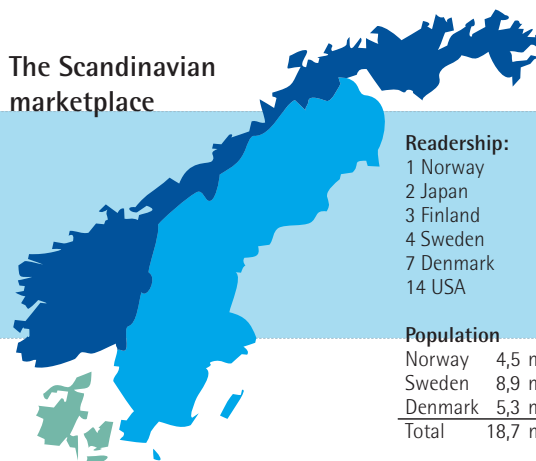 The Scandinavian
marketplace
Readership:
1 Norway
2 Japan
3 Finland
4 Sweden
7 Denmark
14 USA
Population
Norway 4,5
Sweden 8,9
Denmark 5,3
Total 18,7